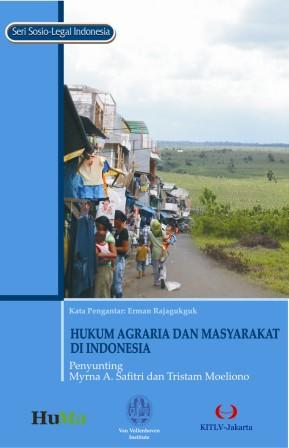 Seri Sosio-Legal Indonesia
Kata Pengantar: Erman Rajagukguk
HUKUM AGRARIA DAN MASYARAKAT
DI INDONESIA
Penyunting
Myrna A. Safitri dan Tristam Moeliono
HuMa
Van Vollenhoven
Institute
KITLV-Jakarta